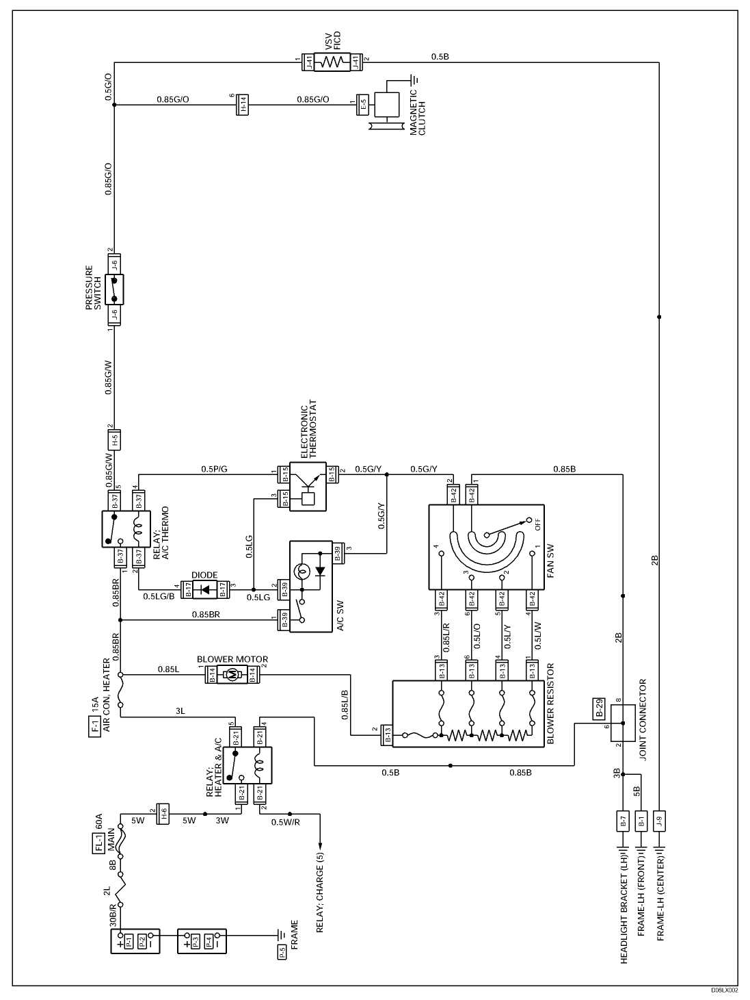 VSV
FICD
1
J-41
J-41
2
0.5B
0.5G/O
0.85G/O
6
H-14
0.85G/O
1
E-5
MAGNETIC
CLUTCH
0.85G/O
2
J-6
PRESSURE
SWITCH
J-6
1
0.85G/W
2
H-5
0.85G/W
ELECTRONIC
THERMOSTAT
0.5P/G
1
B-15
B-15
2
0.5G/Y
0.5G/Y
0.85B
5
B-37
4
B-37
3
B-15
2
B-42
1
B-42
RELAY;
A/C THERMO
0.5LG
0.5G/Y
OFF
4
1
3
2
FAN SW
B-37
1
B-37
2
B-39
3
DIODE
4
B-17
B-17
3
0.5LG/B
0.5LG
2
B-39
0.85BR
0.85BR
1
B-39
A/C SW
B-42
3
B-42
6
B-42
5
B-42
4
2B
0.85BR
0.85L/R
0.5L/O
0.5L/Y
0.5L/W
2B
BLOWER MOTOR
0.85L
1
B-14
M
B-14
2
3
B-13
6
B-13
4
B-13
1
B-13
F-1
15A
AIR CON, HEATER
3L
0.85L/B
2
B-13
BLOWER RESISTOR
B-29
8
6
2
JOINT CONNECTOR
5
B-21
4
B-21
RELAY;
HEATER & A/C
0.5B
0.85B
3B
5B
B-21
1
B-21
2
5W
2
H-6
5W
3W
0.5W/R
FL-1
60A
MAIN
8B
2L
30B/R
RELAY; CHARGE (5)
B-7
B-1
J-9
HEADLIGHT BRACKET (LH)
FRAME-LH (FRONT)
FRAME-LH (CENTER)
+
P-1
P-2
−
+
P-3
P-4
−
P-5
FRAME
D08LX002